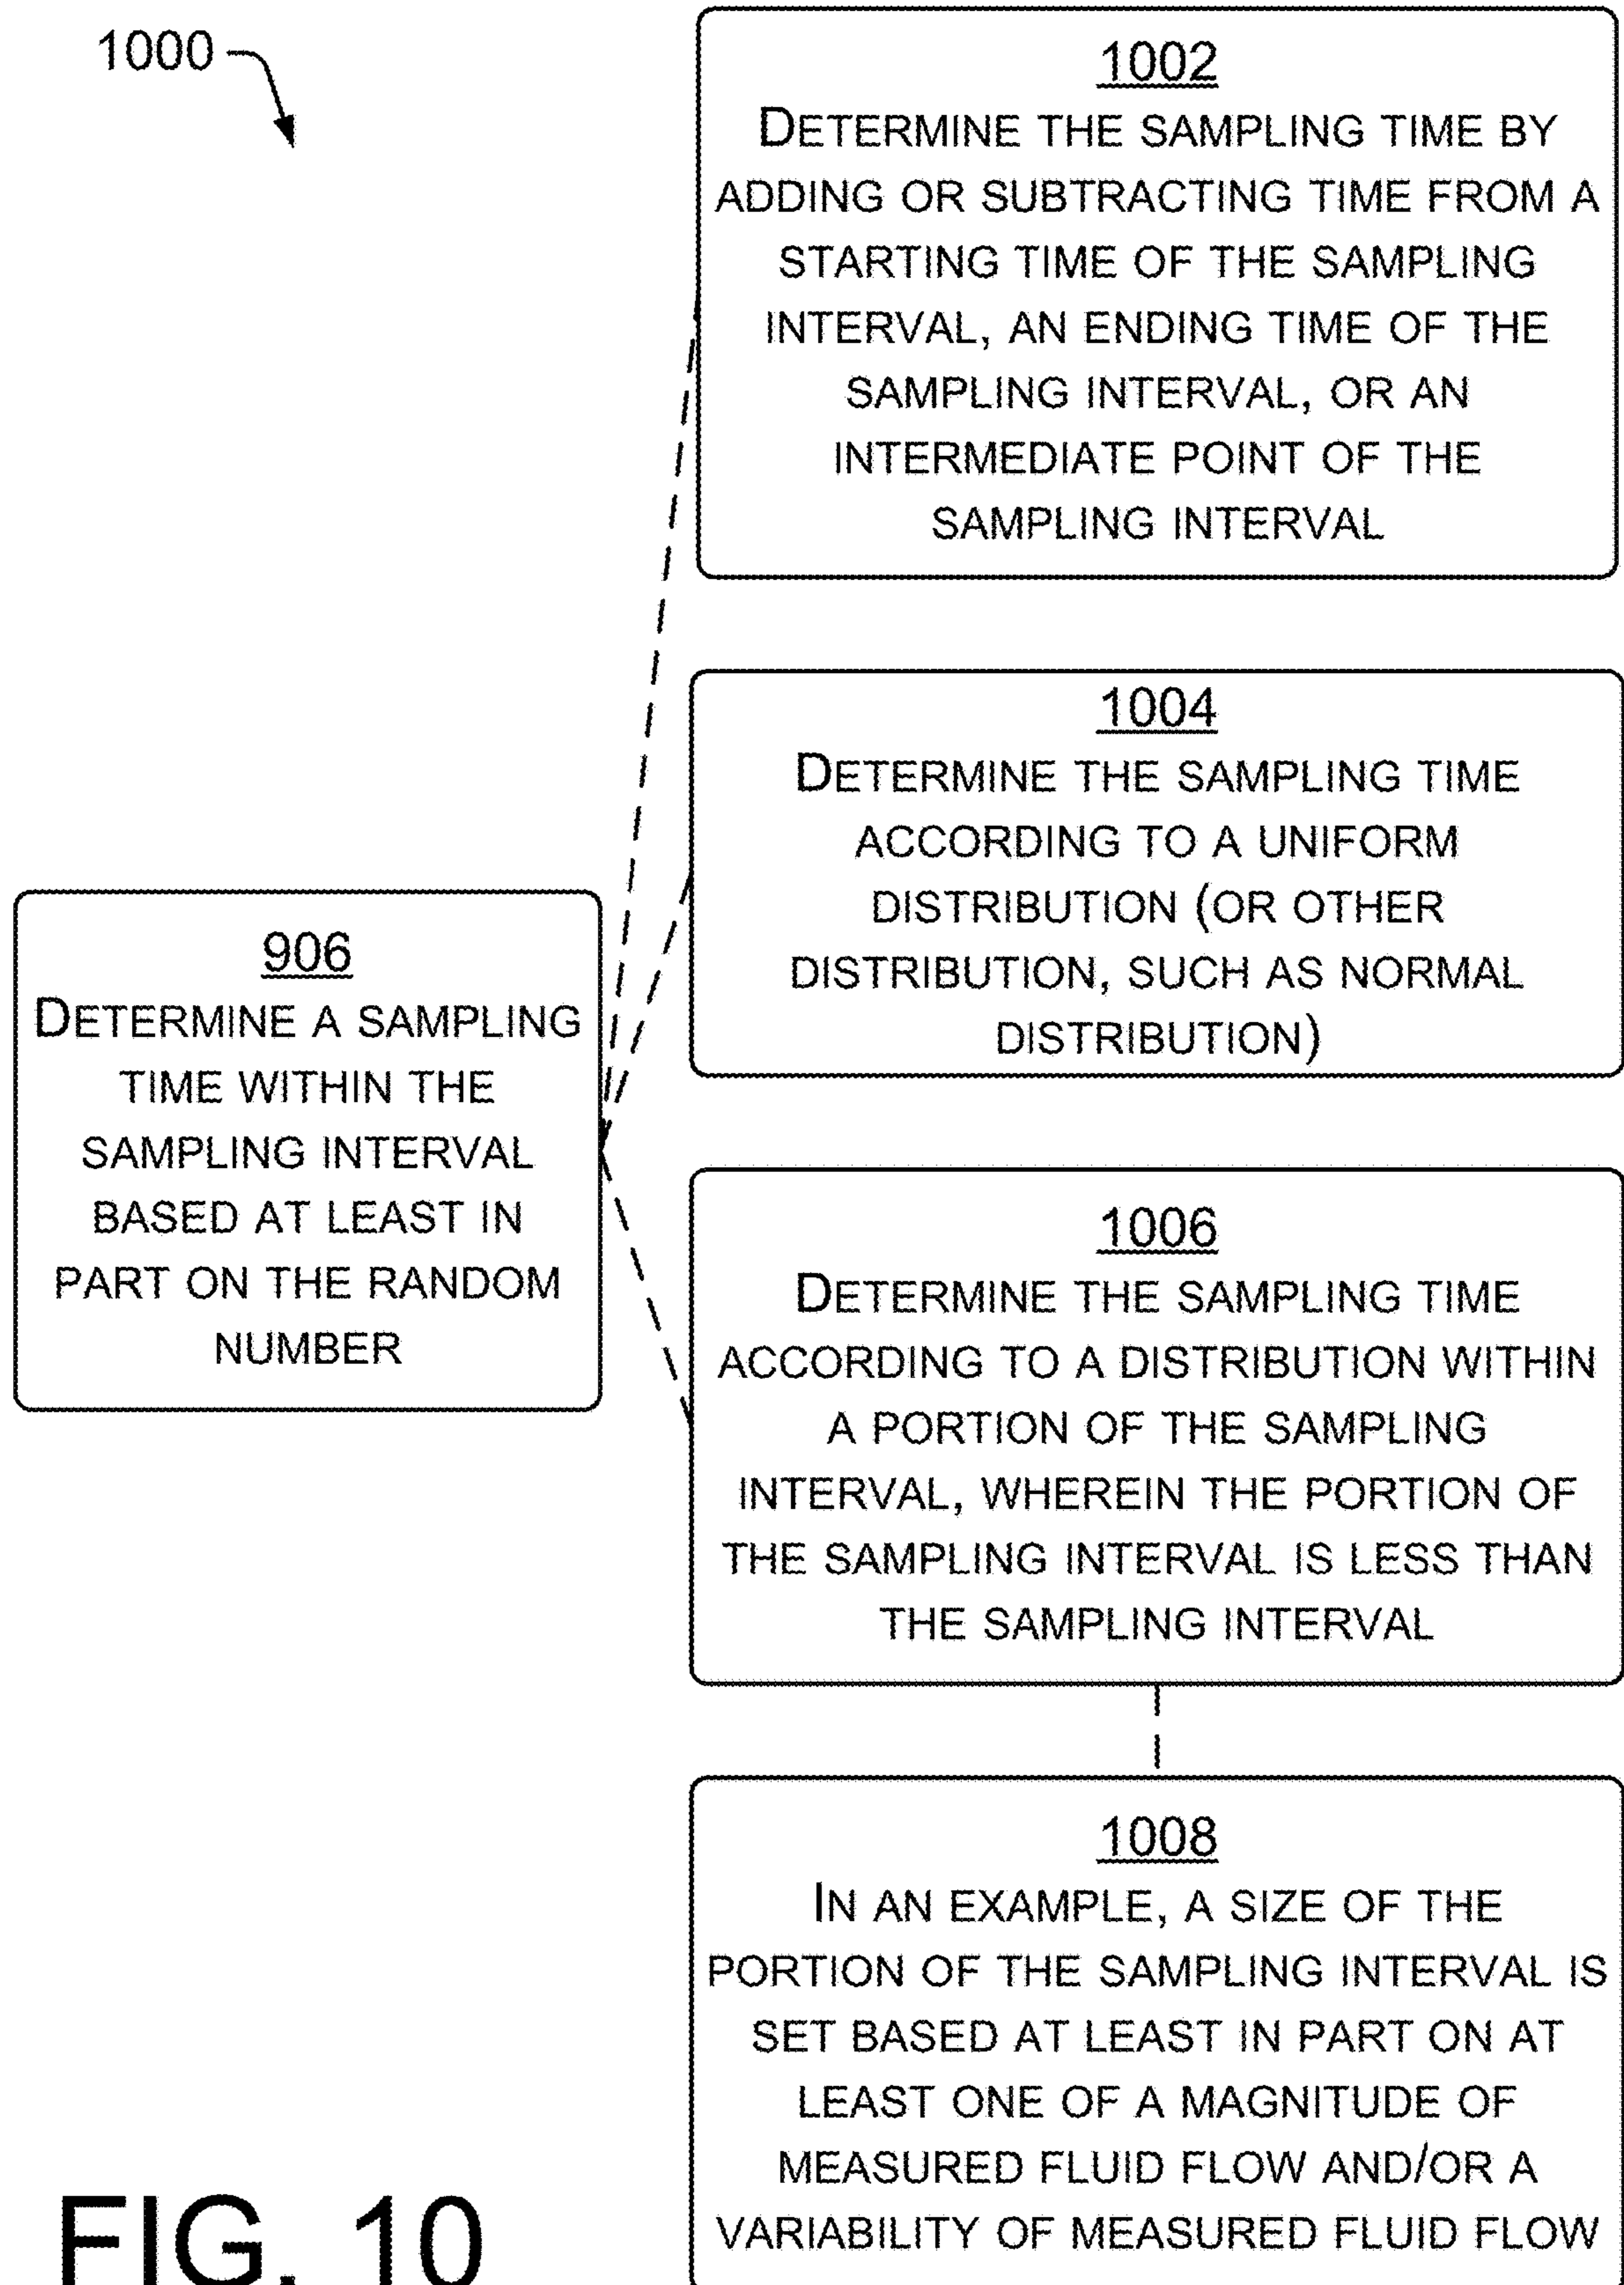 1000
1002
DETERMINE THE SAMPLING TIME BY
ADDING OR SUBTRACTING TIME FROM A
STARTING TIME OF THE SAMPLING
INTERVAL, AN ENDING TIME OF THE
SAMPLING INTERVAL, OR AN
INTERMEDIATE POINT OF THE
SAMPLING INTERVAL
1004
DETERMINE THE SAMPLING TIME
ACCORDING TO A UNIFORM
DISTRIBUTION (OR OTHER
DISTRIBUTION, SUCH AS NORMAL
DISTRIBUTION)
906
DETERMINE A SAMPLING
TIME WITHIN THE
SAMPLING INTERVAL
BASED AT LEAST IN
PART ON THE RANDOM
NUMBER
1006
DETERMINE THE SAMPLING TIME
ACCORDING TO A DISTRIBUTION WITHIN
A PORTION OF THE SAMPLING
INTERVAL, WHEREIN THE PORTION OF
THE SAMPLING INTERVAL IS LESS THAN
THE SAMPLING INTERVAL
1008
IN AN EXAMPLE, A SIZE OF THE
PORTION OF THE SAMPLING INTERVAL IS
SET BASED AT LEAST IN PART ON AT
LEAST ONE OF A MAGNITUDE OF
MEASURED FLUID FLOW AND/OR A
VARIABILITY OF MEASURED FLUID FLOW
FIG. 10